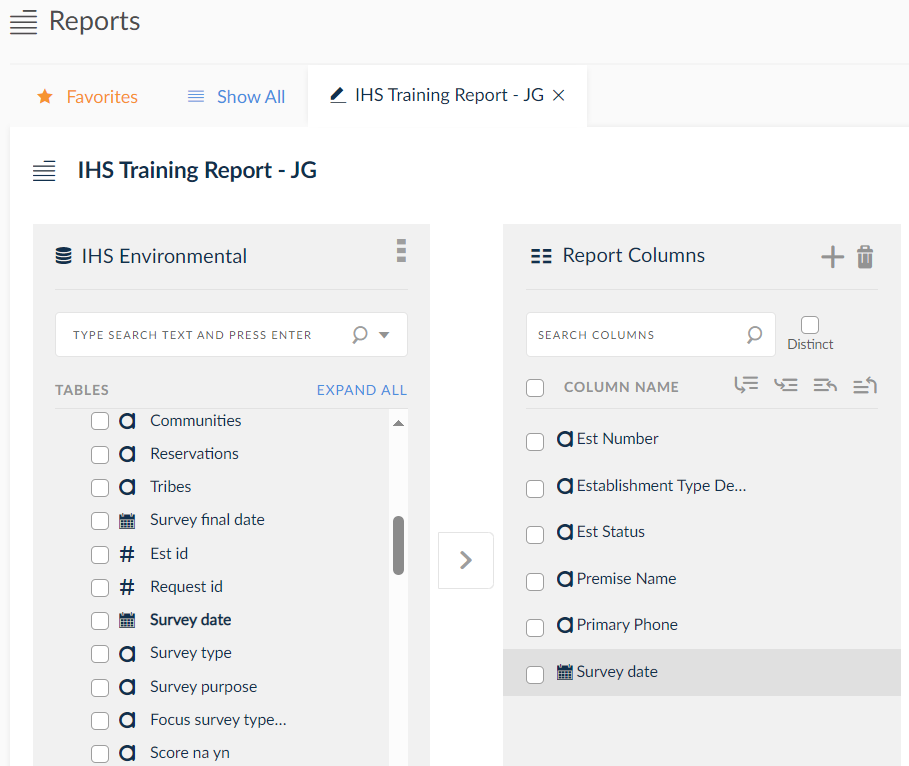 Reports
Favorites
Show All
IHS Training Report - JG
IHS Training Report - JG
IHS Environmental
TYPE SEARCH TEXT AND PRESS ENTER
TABLES
EXPAND ALL
Communities
Reservations
Tribes
Survey final date
Est id
Request id
Survey date
Survey type
Survey purpose
Focus survey type...
Score na yn
Report Columns
SEARCH COLUMNS
Distinct
COLUMN NAME
Est Number
Establishment Type De...
Est Status
Premise Name
Primary Phone
Survey date